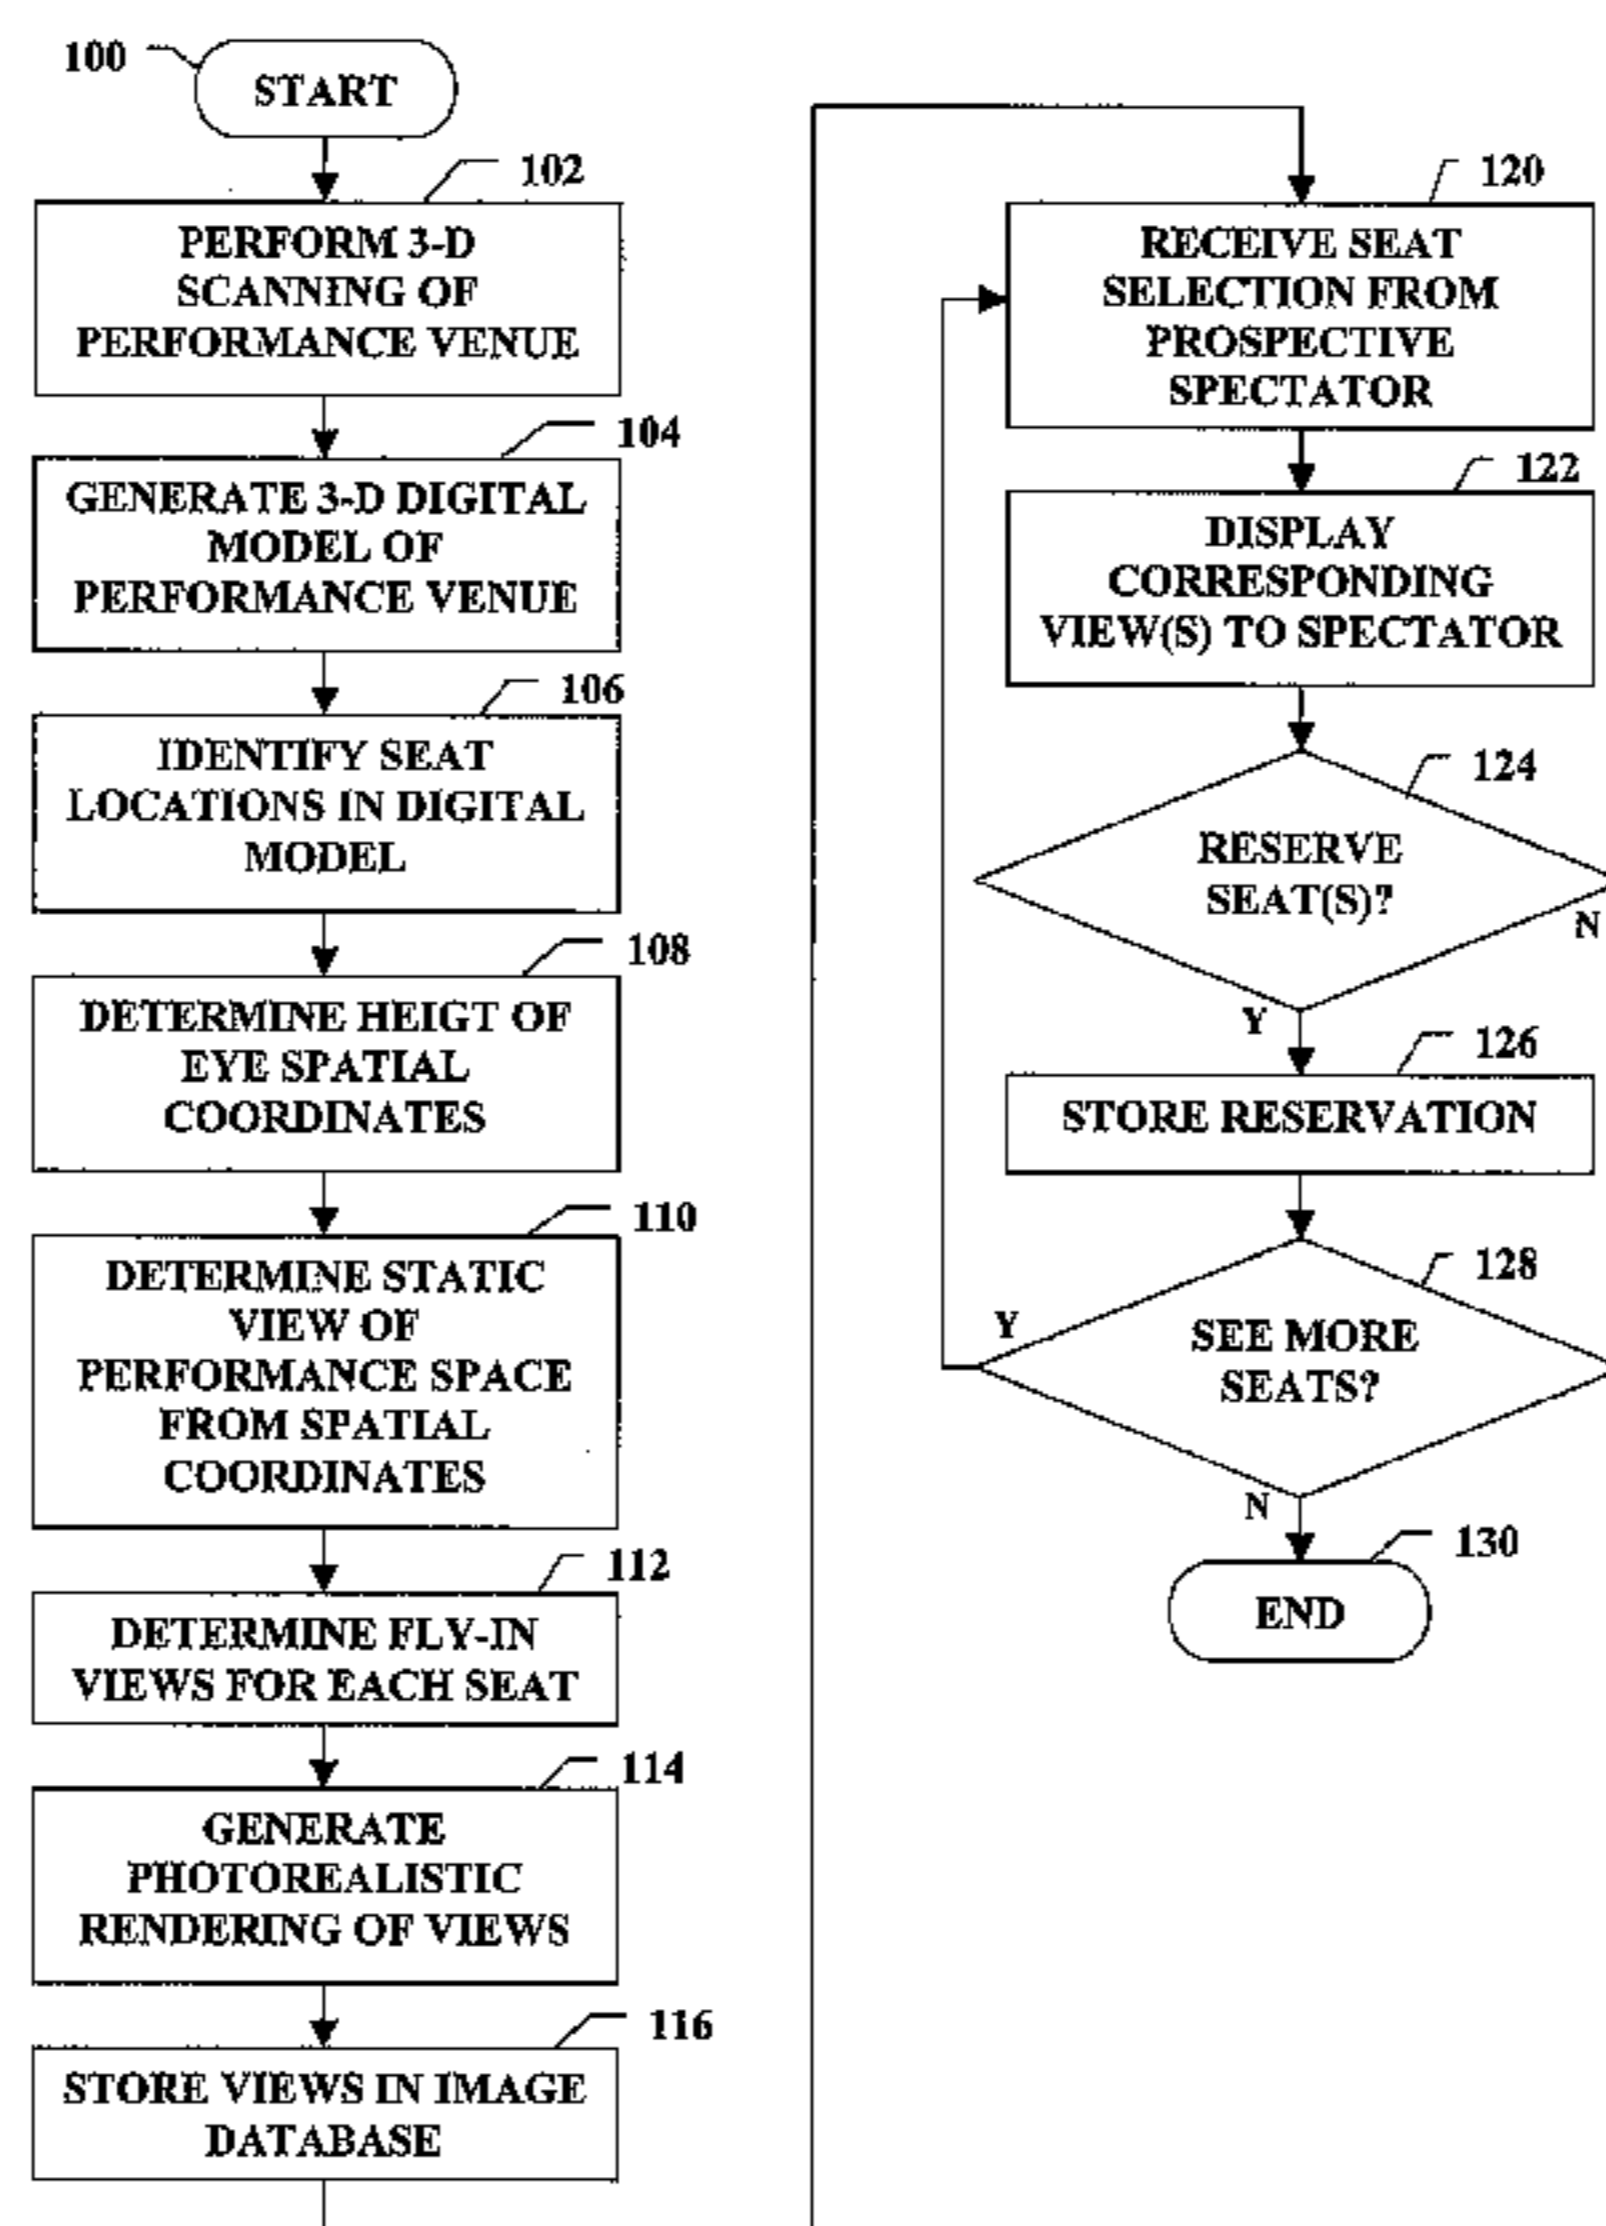 100
START
102
PERFORM 3-D
SCANNING OF
PERFORMANCE VENUE
104
GENERATE 3-D DIGITAL
MODEL OF
PERFORMANCE VENUE
106
IDENTIFY SEAT
LOCATIONS IN DIGITAL
MODEL
108
DETERMINE HEIGT OF
EYE SPATIAL
COORDINATES
110
DETERMINE STATIC
VIEW OF
PERFORMANCE SPACE
FROM SPATIAL
COORDINATES
112
DETERMINE FLY-IN
VIEWS FOR EACH SEAT
114
GENERATE
PHOTOREALISTIC
RENDERING OF VIEWS
116
STORE VIEWS IN IMAGE
DATABASE
120
RECEIVE SEAT
SELECTION FROM
PROSPECTIVE
SPECTATOR
122
DISPLAY
CORRESPONDING
VIEW(S) TO SPECTATOR
124
RESERVE
SEAT(S)?
N
Y
126
STORE RESERVATION
128
SEE MORE
SEATS?
Y
N
130
END